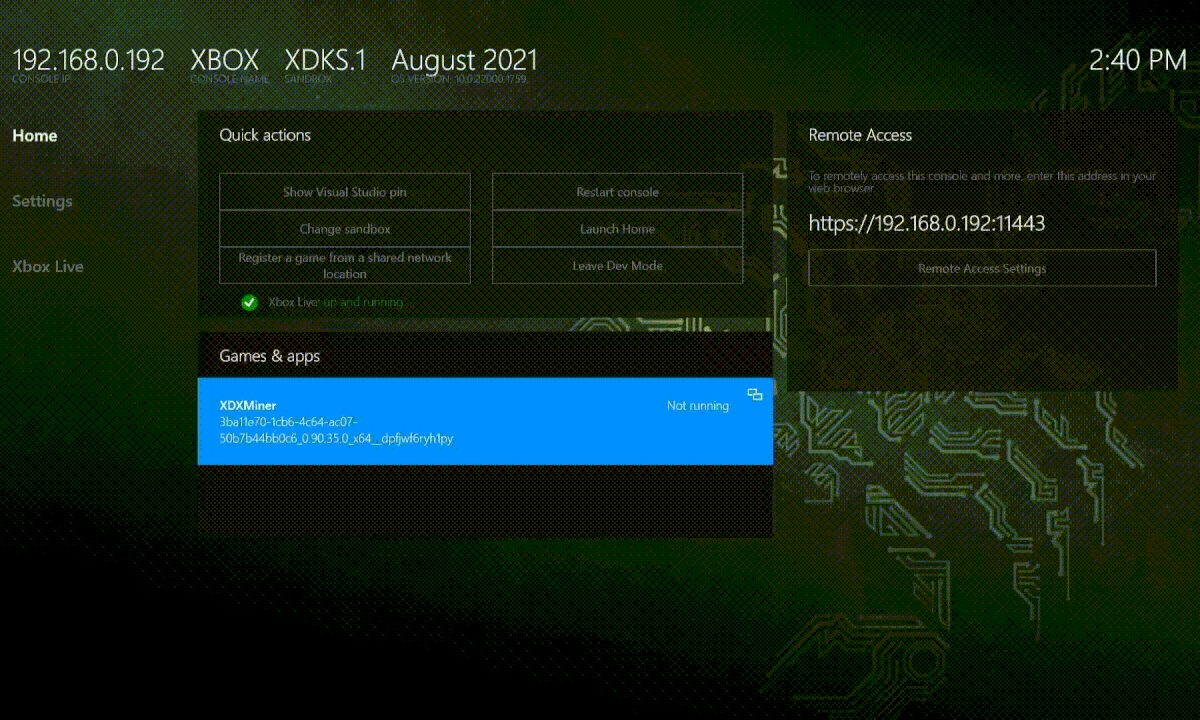 192.168.0.192 XBOX XDKS.1 August 2021 2:40 PM
CONSOLE IP CONSOLE NAME SANDBOX OS VERSION: 10.0.22000.1759
Home
Settings
Xbox Live
Quick actions
Show Visual Studio pin
Change sandbox
Register a game from a shared network
location
Restart console
Launch Home
Leave Dev Mode
Xbox Live: up and running
Games & apps
XDXMiner
3ba11e70-1cb6-4c64-ac07-
50b7b44bb0c6_0.90.35.0_x64__dpfjwf6ryh1py
Not running
Remote Access
To remotely access this console and more, enter this address in your
web browser
https://192.168.0.192:11443
Remote Access Settings